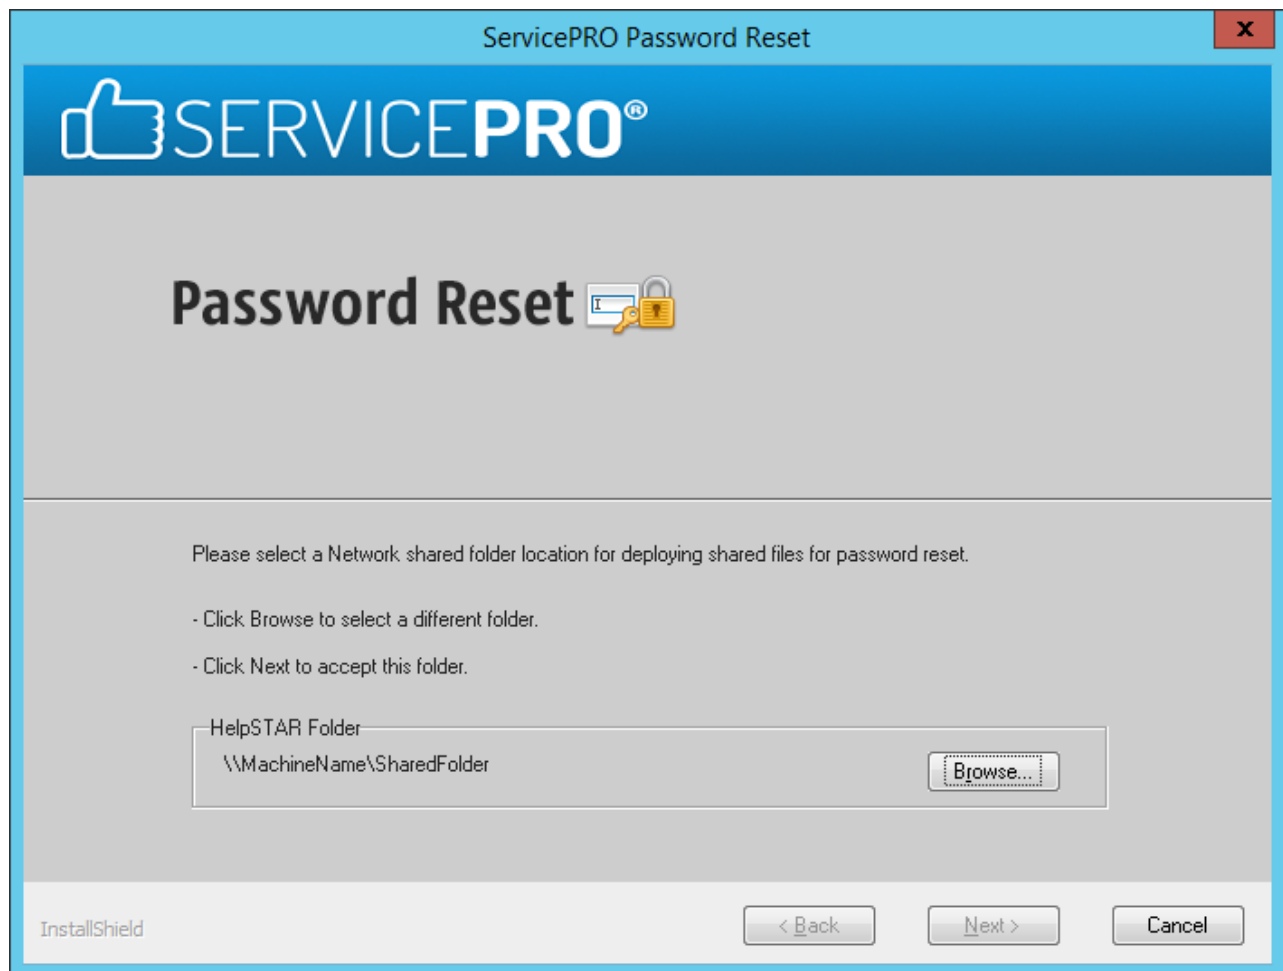 ServicePRO Password Reset
x
SERVICEPRO®
Password Reset
Please select a Network shared folder location for deploying shared files for password reset.
- Click Browse to select a different folder.
- Click Next to accept this folder.
HelpSTAR Folder
\\MachineName\SharedFolder
Browse...
InstallShield
< Back
Next >
Cancel